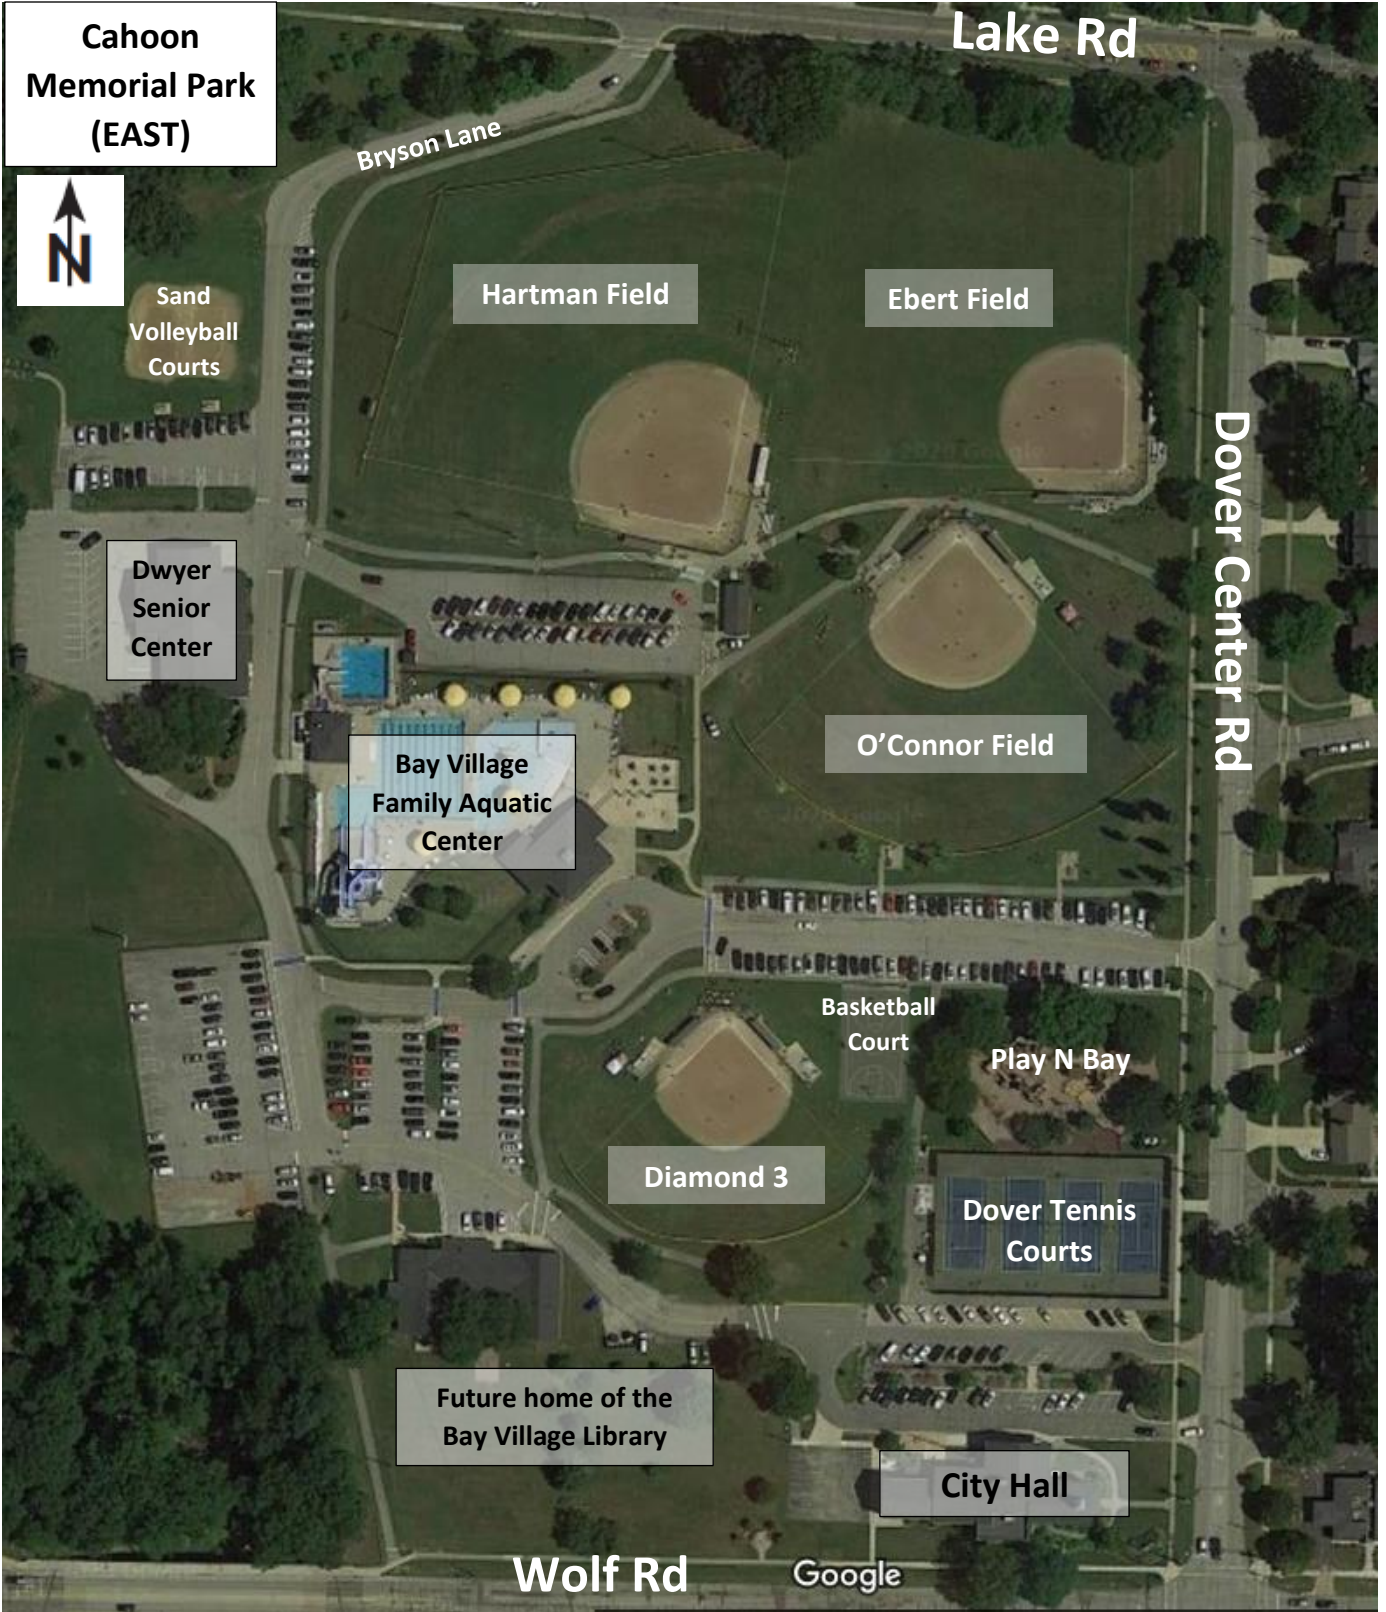 Cahoon
Memorial Park
(EAST)
Lake Rd
Bryson Lane
N
Sand
Volleyball
Courts
Hartman Field
Ebert Field
Dover Center Rd
Dwyer
Senior
Center
O'Connor Field
Bay Village
Family Aquatic
Center
Basketball
Court
Play N Bay
Diamond 3
Dover Tennis
Courts
Future home of the
Bay Village Library
City Hall
Wolf Rd
Google